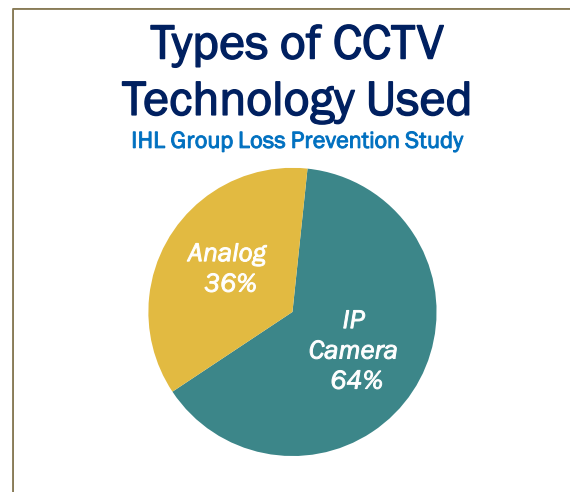 Types of CCTV
Technology Used
IHL Group Loss Prevention Study
Analog
36%
IP
Camera
64%